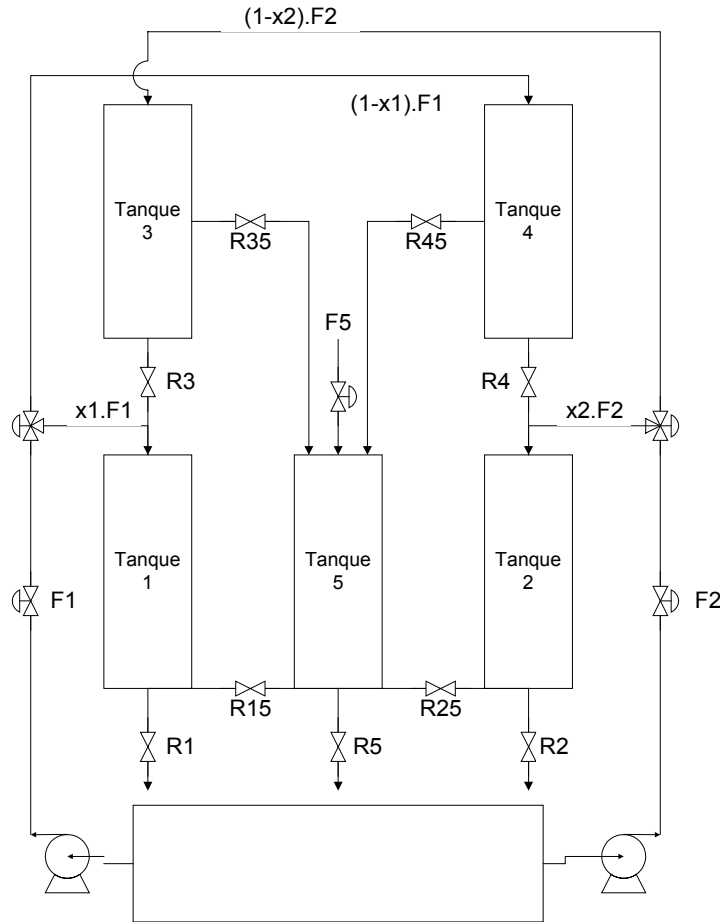 (1-x2).F2
(1-x1).F1
Tanque
3
Tanque
4
R35
R45
F5
R3
R4
x1.F1
x2.F2
Tanque
1
Tanque
5
Tanque
2
F1
F2
R15
R25
R1
R5
R2